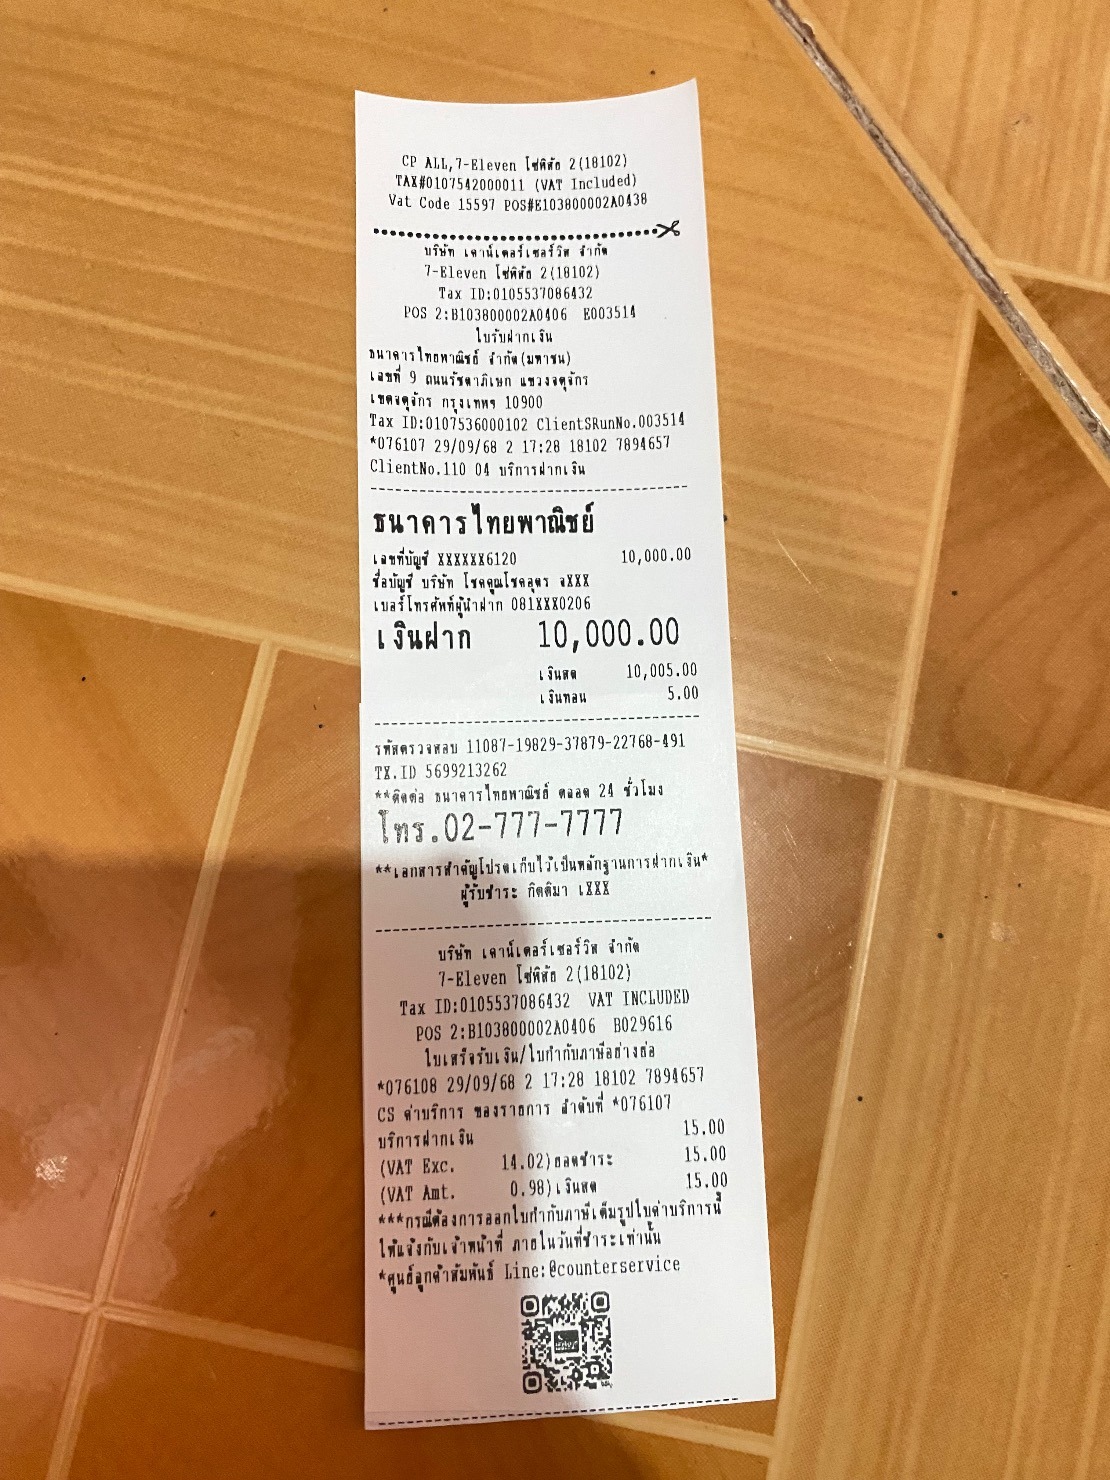 CP ALL,7-Eleven โซ่พิสัย 2(18102)
TAX#0107542000011 (VAT Included)
Vat Code 15597 POS#E103800002A0438
บริษัท เคาน์เตอร์เซอร์วิส จำกัด
7-Eleven โซ่พิสัย 2(18102)
Tax ID:0105537086432
POS 2:B103800002A0406 E003514
ใบรับฝากเงิน
ธนาคารไทยพาณิชย์ จำกัด(มหาชน)
เลขที่ 9 ถนนรัชดาภิเษก แขวงจตุจักร
เขตจตุจักร กรุงเทพฯ 10900
Tax ID:0107536000102 ClientSRunNo.003514
*076107 29/09/68 2 17:28 18102 7894657
ClientNo.110 04 บริการฝากเงิน
ธนาคารไทยพาณิชย์
เลขที่บัญชี XXXXXX6120 10,000.00
ชื่อบัญชี บริษัท โชคคูณโชคอุดร จXXX
เบอร์โทรศัพท์ผู้นำฝาก 081XXX0206
เงินฝาก 10,000.00
เงินสด 10,005.00
เงินทอน 5.00
รหัสตรวจสอบ 11087-19829-37879-22768-491
TX.ID 5699213262
**ติดต่อ ธนาคารไทยพาณิชย์ ตลอด 24 ชั่วโมง
โทร.02-777-7777
**เอกสารสำคัญโปรดเก็บไว้เป็นหลักฐานการฝากเงิน*
ผู้รับชำระ กิตติมา เXXX
บริษัท เคาน์เตอร์เซอร์วิส จำกัด
7-Eleven โซ่พิสัย 2(18102)
Tax ID:0105537086432 VAT INCLUDED
POS 2:B103800002A0406 B029616
ใบเสร็จรับเงิน/ใบกำกับภาษีอย่างย่อ
*076108 29/09/68 2 17:28 18102 7894657
CS ค่าบริการ ของรายการ ลำดับที่ *076107
บริการฝากเงิน 15.00
(VAT Exc. 14.02)ยอดชำระ 15.00
(VAT Amt. 0.98)เงินสด 15.00
***กรณีต้องการออกใบกำกับภาษีเต็มรูปใบค่าบริการนี้
ให้แจ้งกับเจ้าหน้าที่ ภายในวันที่ชำระเท่านั้น
*ศูนย์ลูกค้าสัมพันธ์ Line:@counterservice